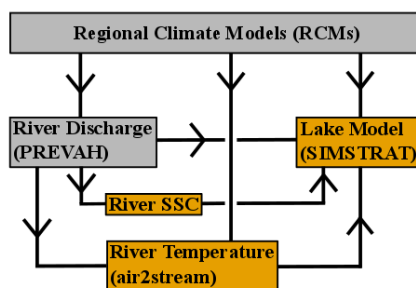 Regional Climate Models (RCMs)
River Discharge
(PREVAH)
Lake Model
(SIMSTRAT)
River SSC
River Temperature
(air2stream)